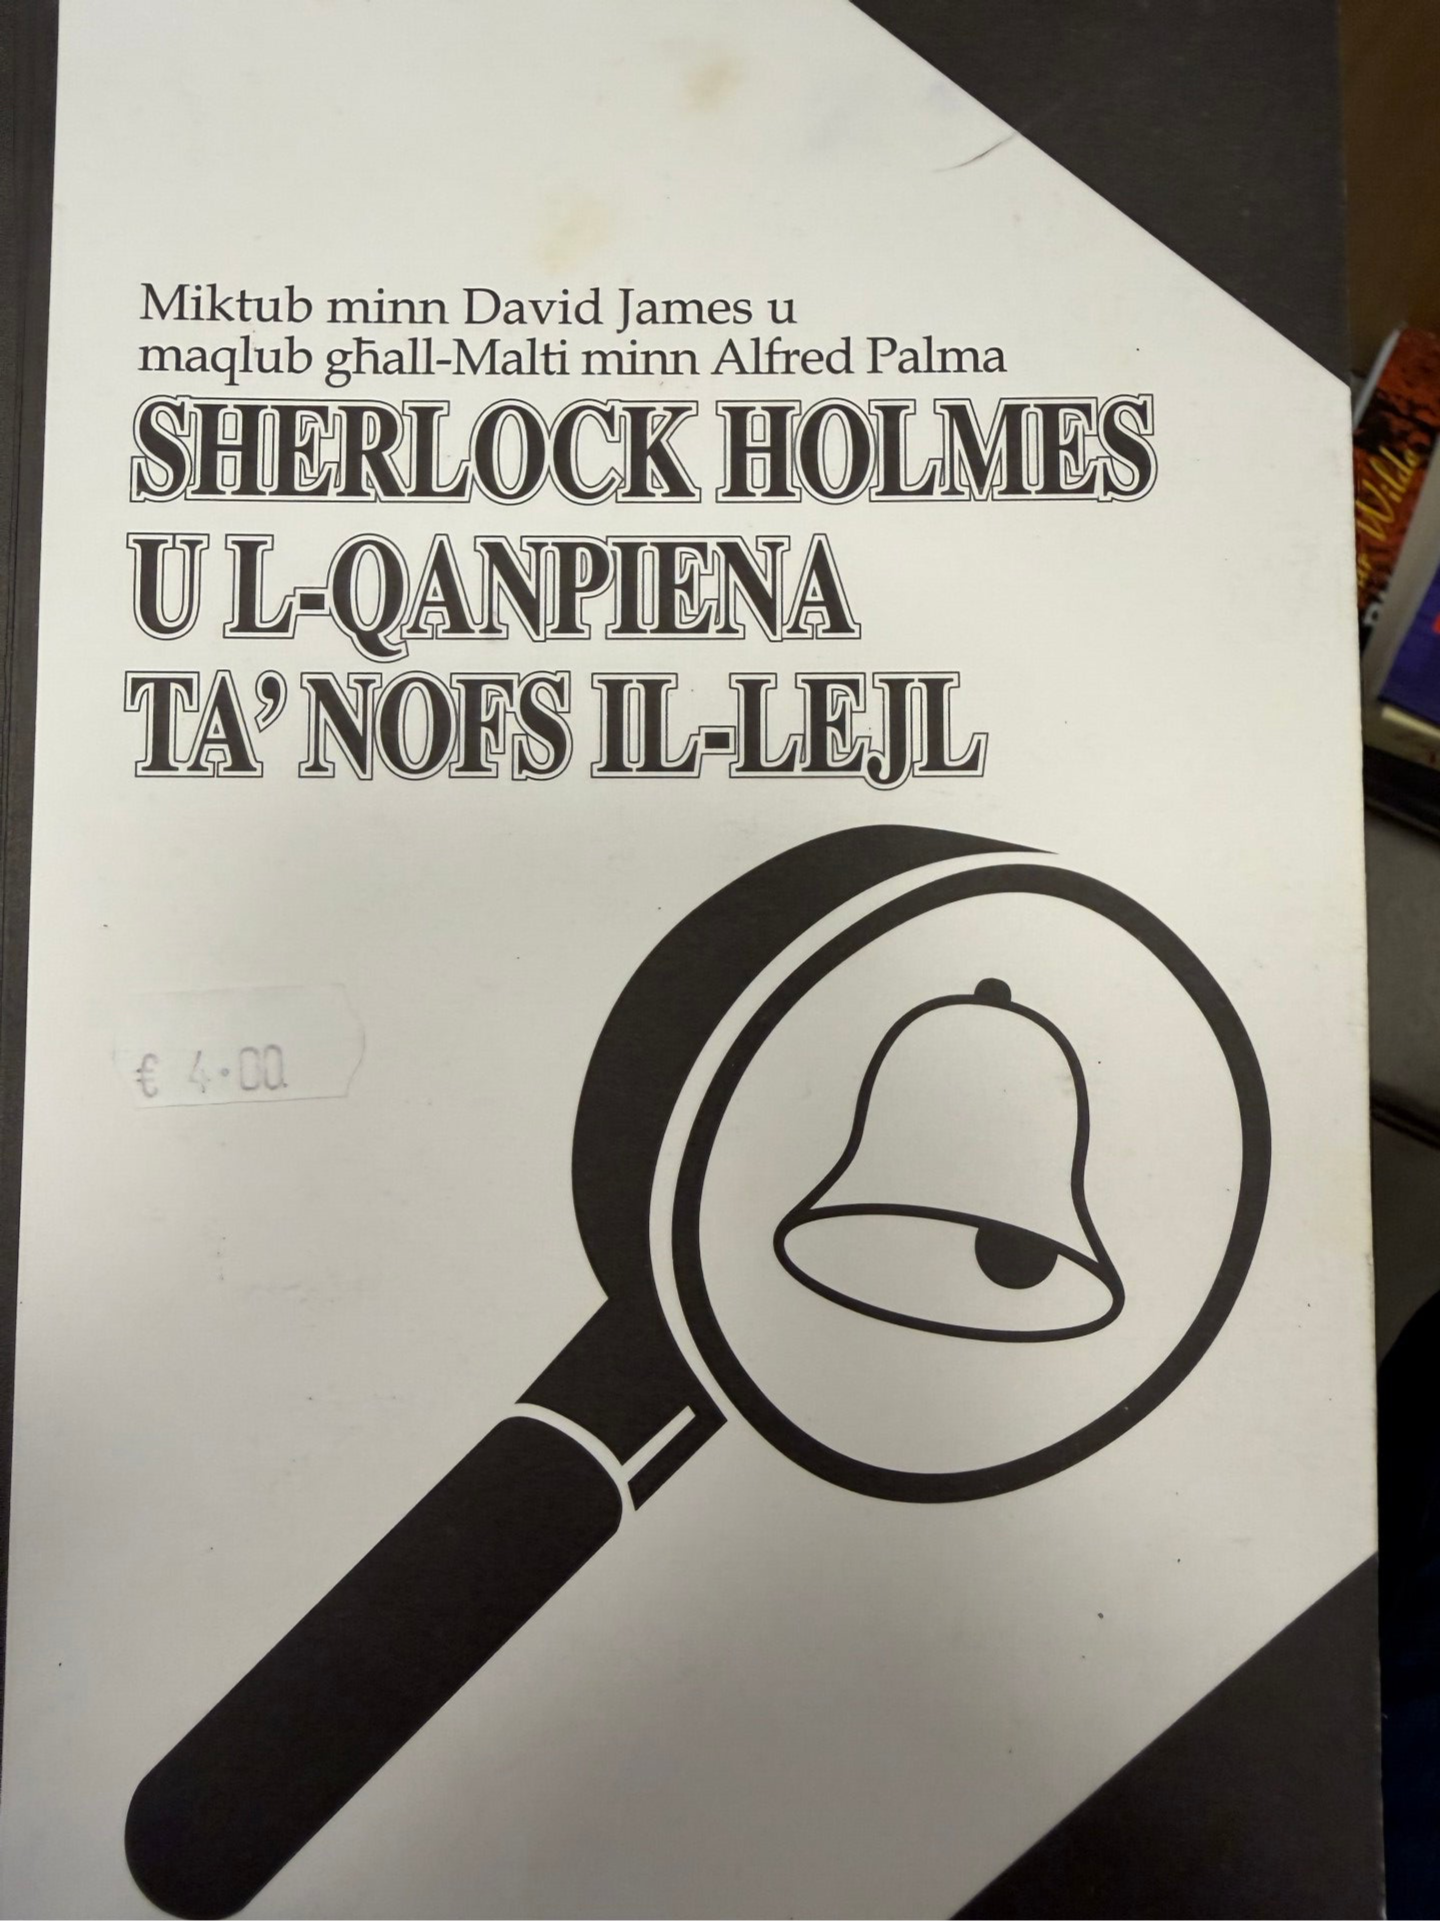 Miktub minn David James u
maqlub għall-Malti minn Alfred Palma
SHERLOCK HOLMES
U L-QANPIENA
TA' NOFS IL-LEJL
€ 4.00
Wilde